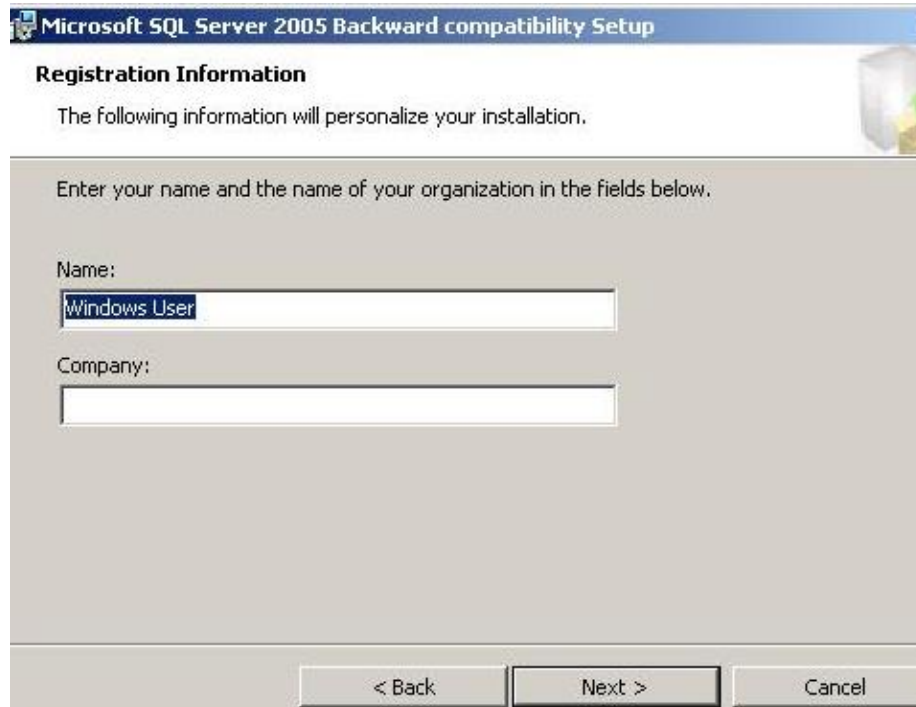 Microsoft SQL Server 2005 Backward compatibility Setup
Registration Information
The following information will personalize your installation.
Enter your name and the name of your organization in the fields below.
Name:
Windows User
Company:
< Back
Next >
Cancel